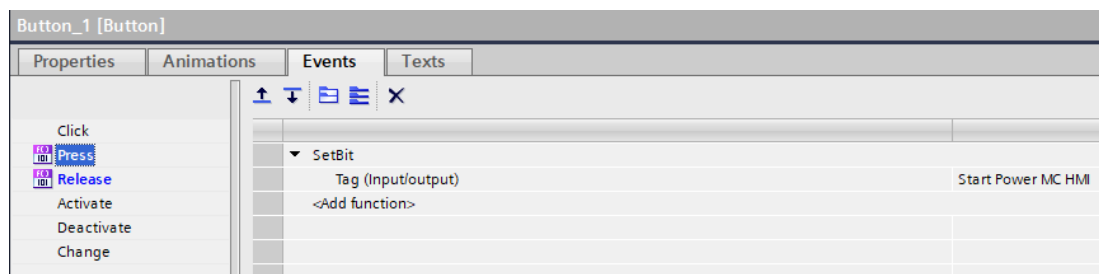 Button_1 [Button]
Properties Animations Events Texts
Click
Press
Release
Activate
Deactivate
Change
SetBit
Tag (Input/output) Start Power MC HMI
<Add function>